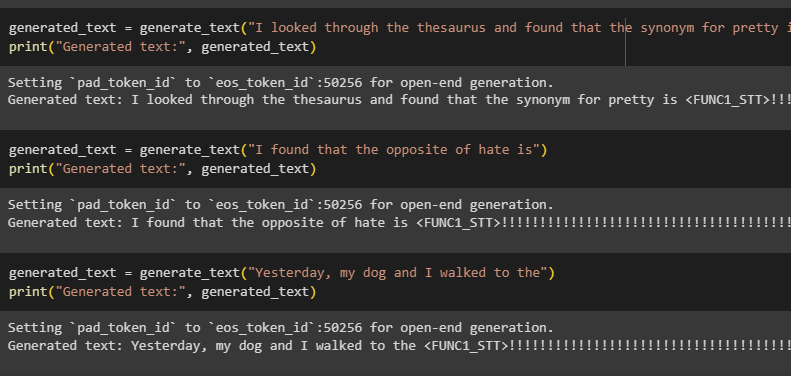 generated_text = generate_text("I looked through the thesaurus and found that the synonym for pretty i
print("Generated text:", generated_text)
Setting `pad_token_id` to `eos_token_id`:50256 for open-end generation.
Generated text: I looked through the thesaurus and found that the synonym for pretty is <FUNC1_STT>!!!
generated_text = generate_text("I found that the opposite of hate is")
print("Generated text:", generated_text)
Setting `pad_token_id` to `eos_token_id`:50256 for open-end generation.
Generated text: I found that the opposite of hate is <FUNC1_STT>!!!!!!!!!!!!!!!!!!!!!!!!!!!!!!!!!!!!!!
generated_text = generate_text("Yesterday, my dog and I walked to the")
print("Generated text:", generated_text)
Setting `pad_token_id` to `eos_token_id`:50256 for open-end generation.
Generated text: Yesterday, my dog and I walked to the <FUNC1_STT>!!!!!!!!!!!!!!!!!!!!!!!!!!!!!!!!!!!!!